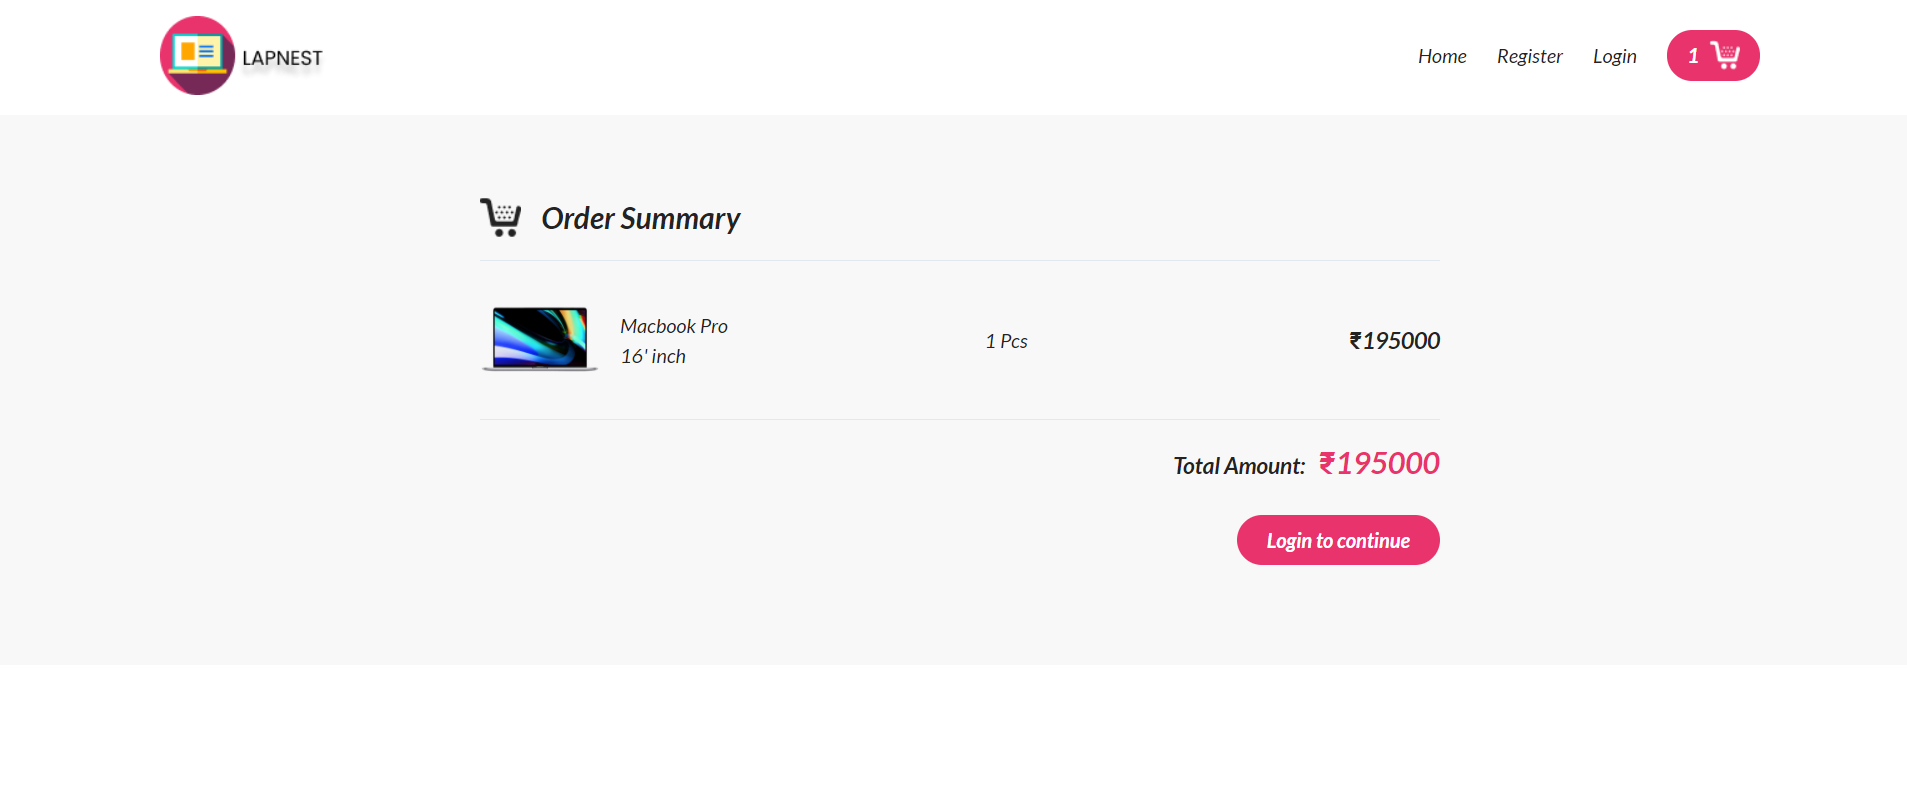 LAPNEST
Home Register Login 1
Order Summary
Macbook Pro
16' inch
1 Pcs
₹195000
Total Amount: ₹195000
Login to continue